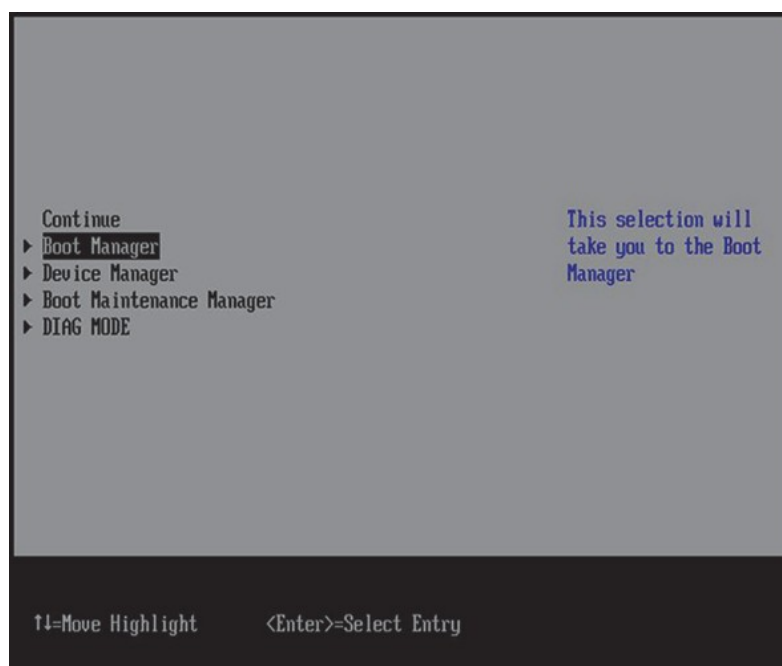 Continue
Boot Manager
Device Manager
Boot Maintenance Manager
DIAG MODE
This selection will
take you to the Boot
Manager
↑↓=Move Highlight <Enter>=Select Entry